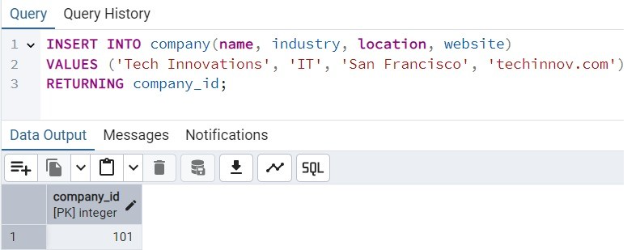 Query Query History
1 INSERT INTO company(name, industry, location, website)
2 VALUES ('Tech Innovations', 'IT', 'San Francisco', 'techinnov.com')
3 RETURNING company_id;
Data Output Messages Notifications
SQL
company_id
[PK] integer
1 101